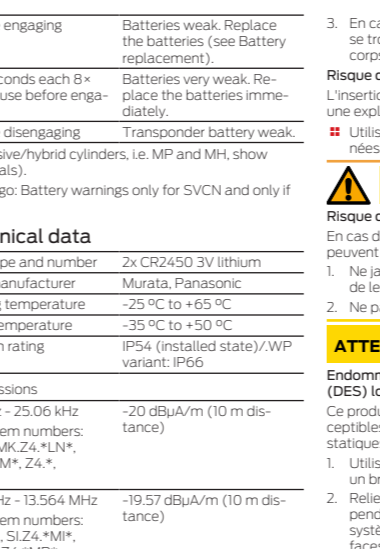 engaging
Batteries weak. Replace
the batteries (see Battery
replacement).
conds each 8×
use before enga-
Batteries very weak. Re-
place the batteries imme-
diately.
disengaging
Transponder battery weak.
sive/hybrid cylinders, i.e. MP and MH, show
als).
go: Battery warnings only for SVCN and only if
nical data
pe and number
2x CR2450 3V lithium
anufacturer
Murata, Panasonic
g temperature
-25 ºC to +65 ºC
emperature
-35 ºC to +50 ºC
n rating
IP54 (installed state)/.WP
variant: IP66
ssions
z - 25.06 kHz
em numbers:
MK.Z4.*LN*,
M*, Z4.*,
-20 dBµA/m (10 m dis-
tance)
Hz - 13.564 MHz
em numbers:
, SI.Z4.*MI*,
-19.57 dBµA/m (10 m dis-
tance)
3. En ca
se tro
corps
Risque d
L'insertio
une explo
Utilis
nées
Risque d
En cas d
peuvent
1. Ne ja
de le
2. Ne pa
ATTE
Endomm
(DES) lo
Ce produ
ceptibles
statique
1. Utilis
un br
2. Relie
pend
systè
faces